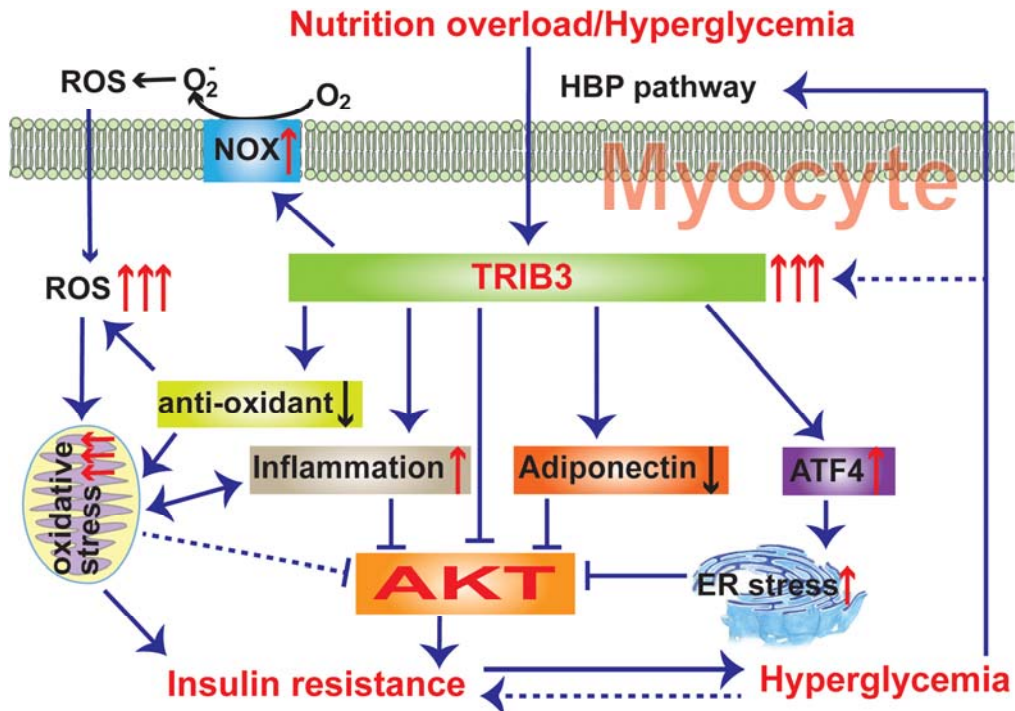 Nutrition overload/Hyperglycemia
ROS
O₂⁻
O₂
HBP pathway
NOX
Myocyte
TRIB3
ROS
anti-oxidant
oxidative
stress
Inflammation
Adiponectin
ATF4
AKT
ER stress
Insulin resistance
Hyperglycemia